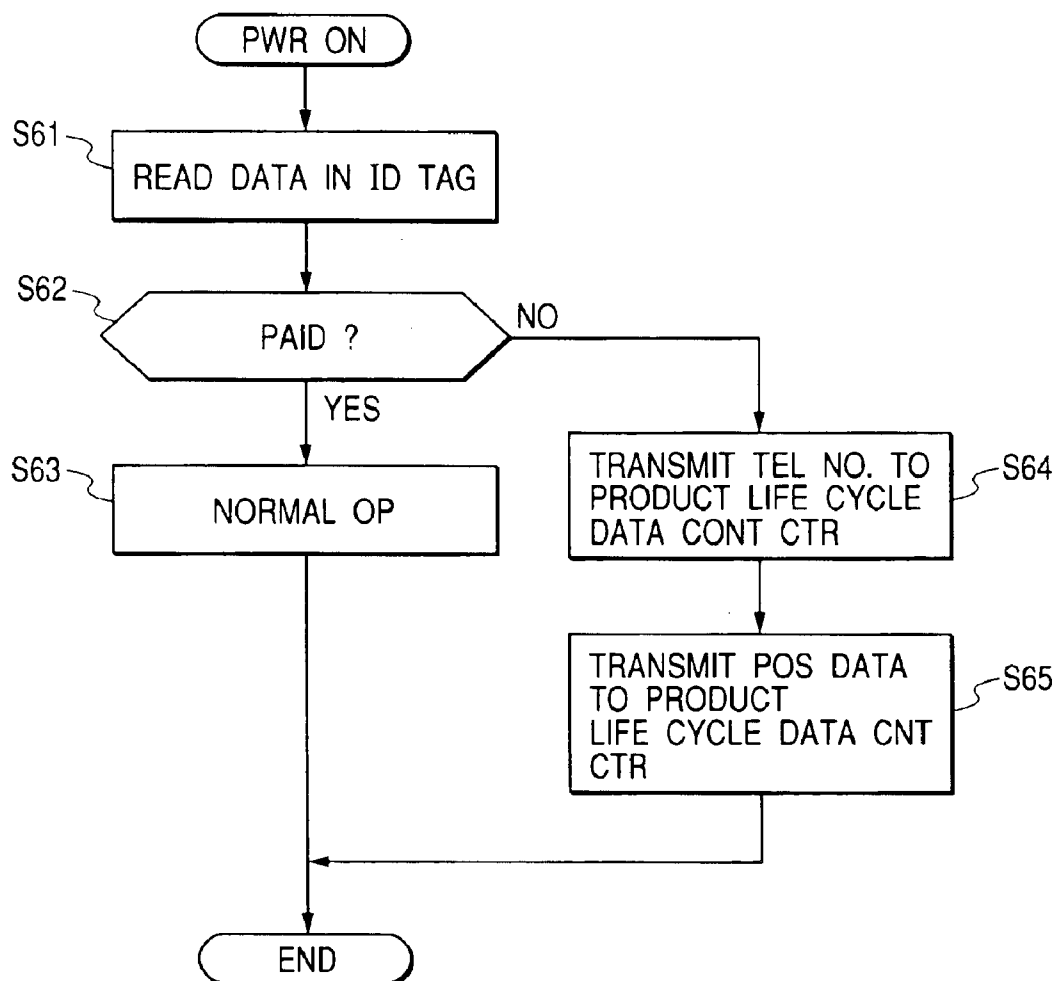 PWR ON
S61
READ DATA IN ID TAG
S62
PAID ?
NO
YES
S63
NORMAL OP
TRANSMIT TEL NO. TO
PRODUCT LIFE CYCLE
DATA CONT CTR
S64
TRANSMIT POS DATA
TO PRODUCT
LIFE CYCLE DATA CNT
CTR
S65
END